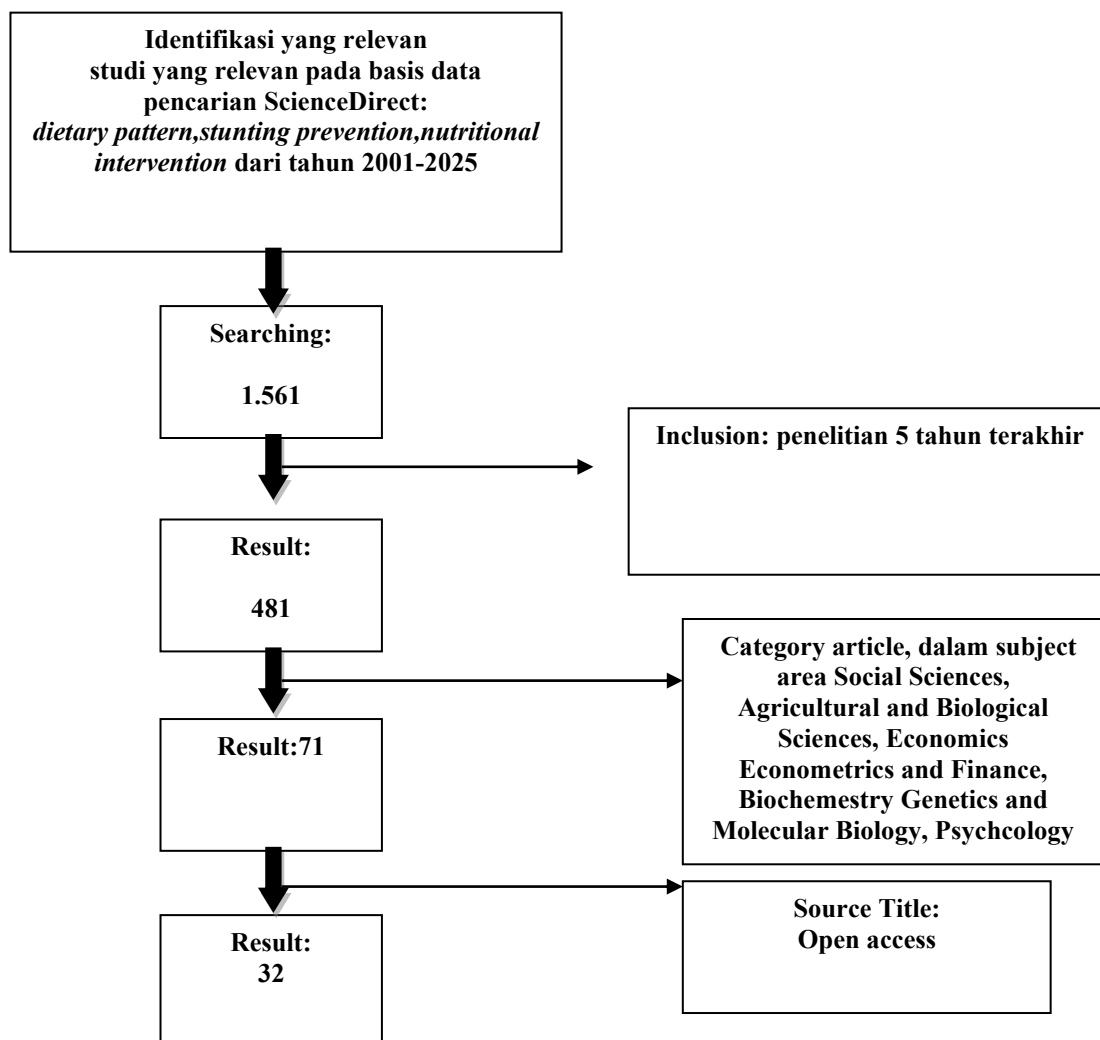 Identifikasi yang relevan
studi yang relevan pada basis data
pencarian ScienceDirect:
dietary pattern,stunting prevention,nutritional
intervention dari tahun 2001-2025
Searching:
1.561
Inclusion: penelitian 5 tahun terakhir
Result:
481
Category article, dalam subject
area Social Sciences,
Agricultural and Biological
Sciences, Economics
Econometrics and Finance,
Biochemestry Genetics and
Molecular Biology, Psychcology
Result:71
Source Title:
Open access
Result:
32